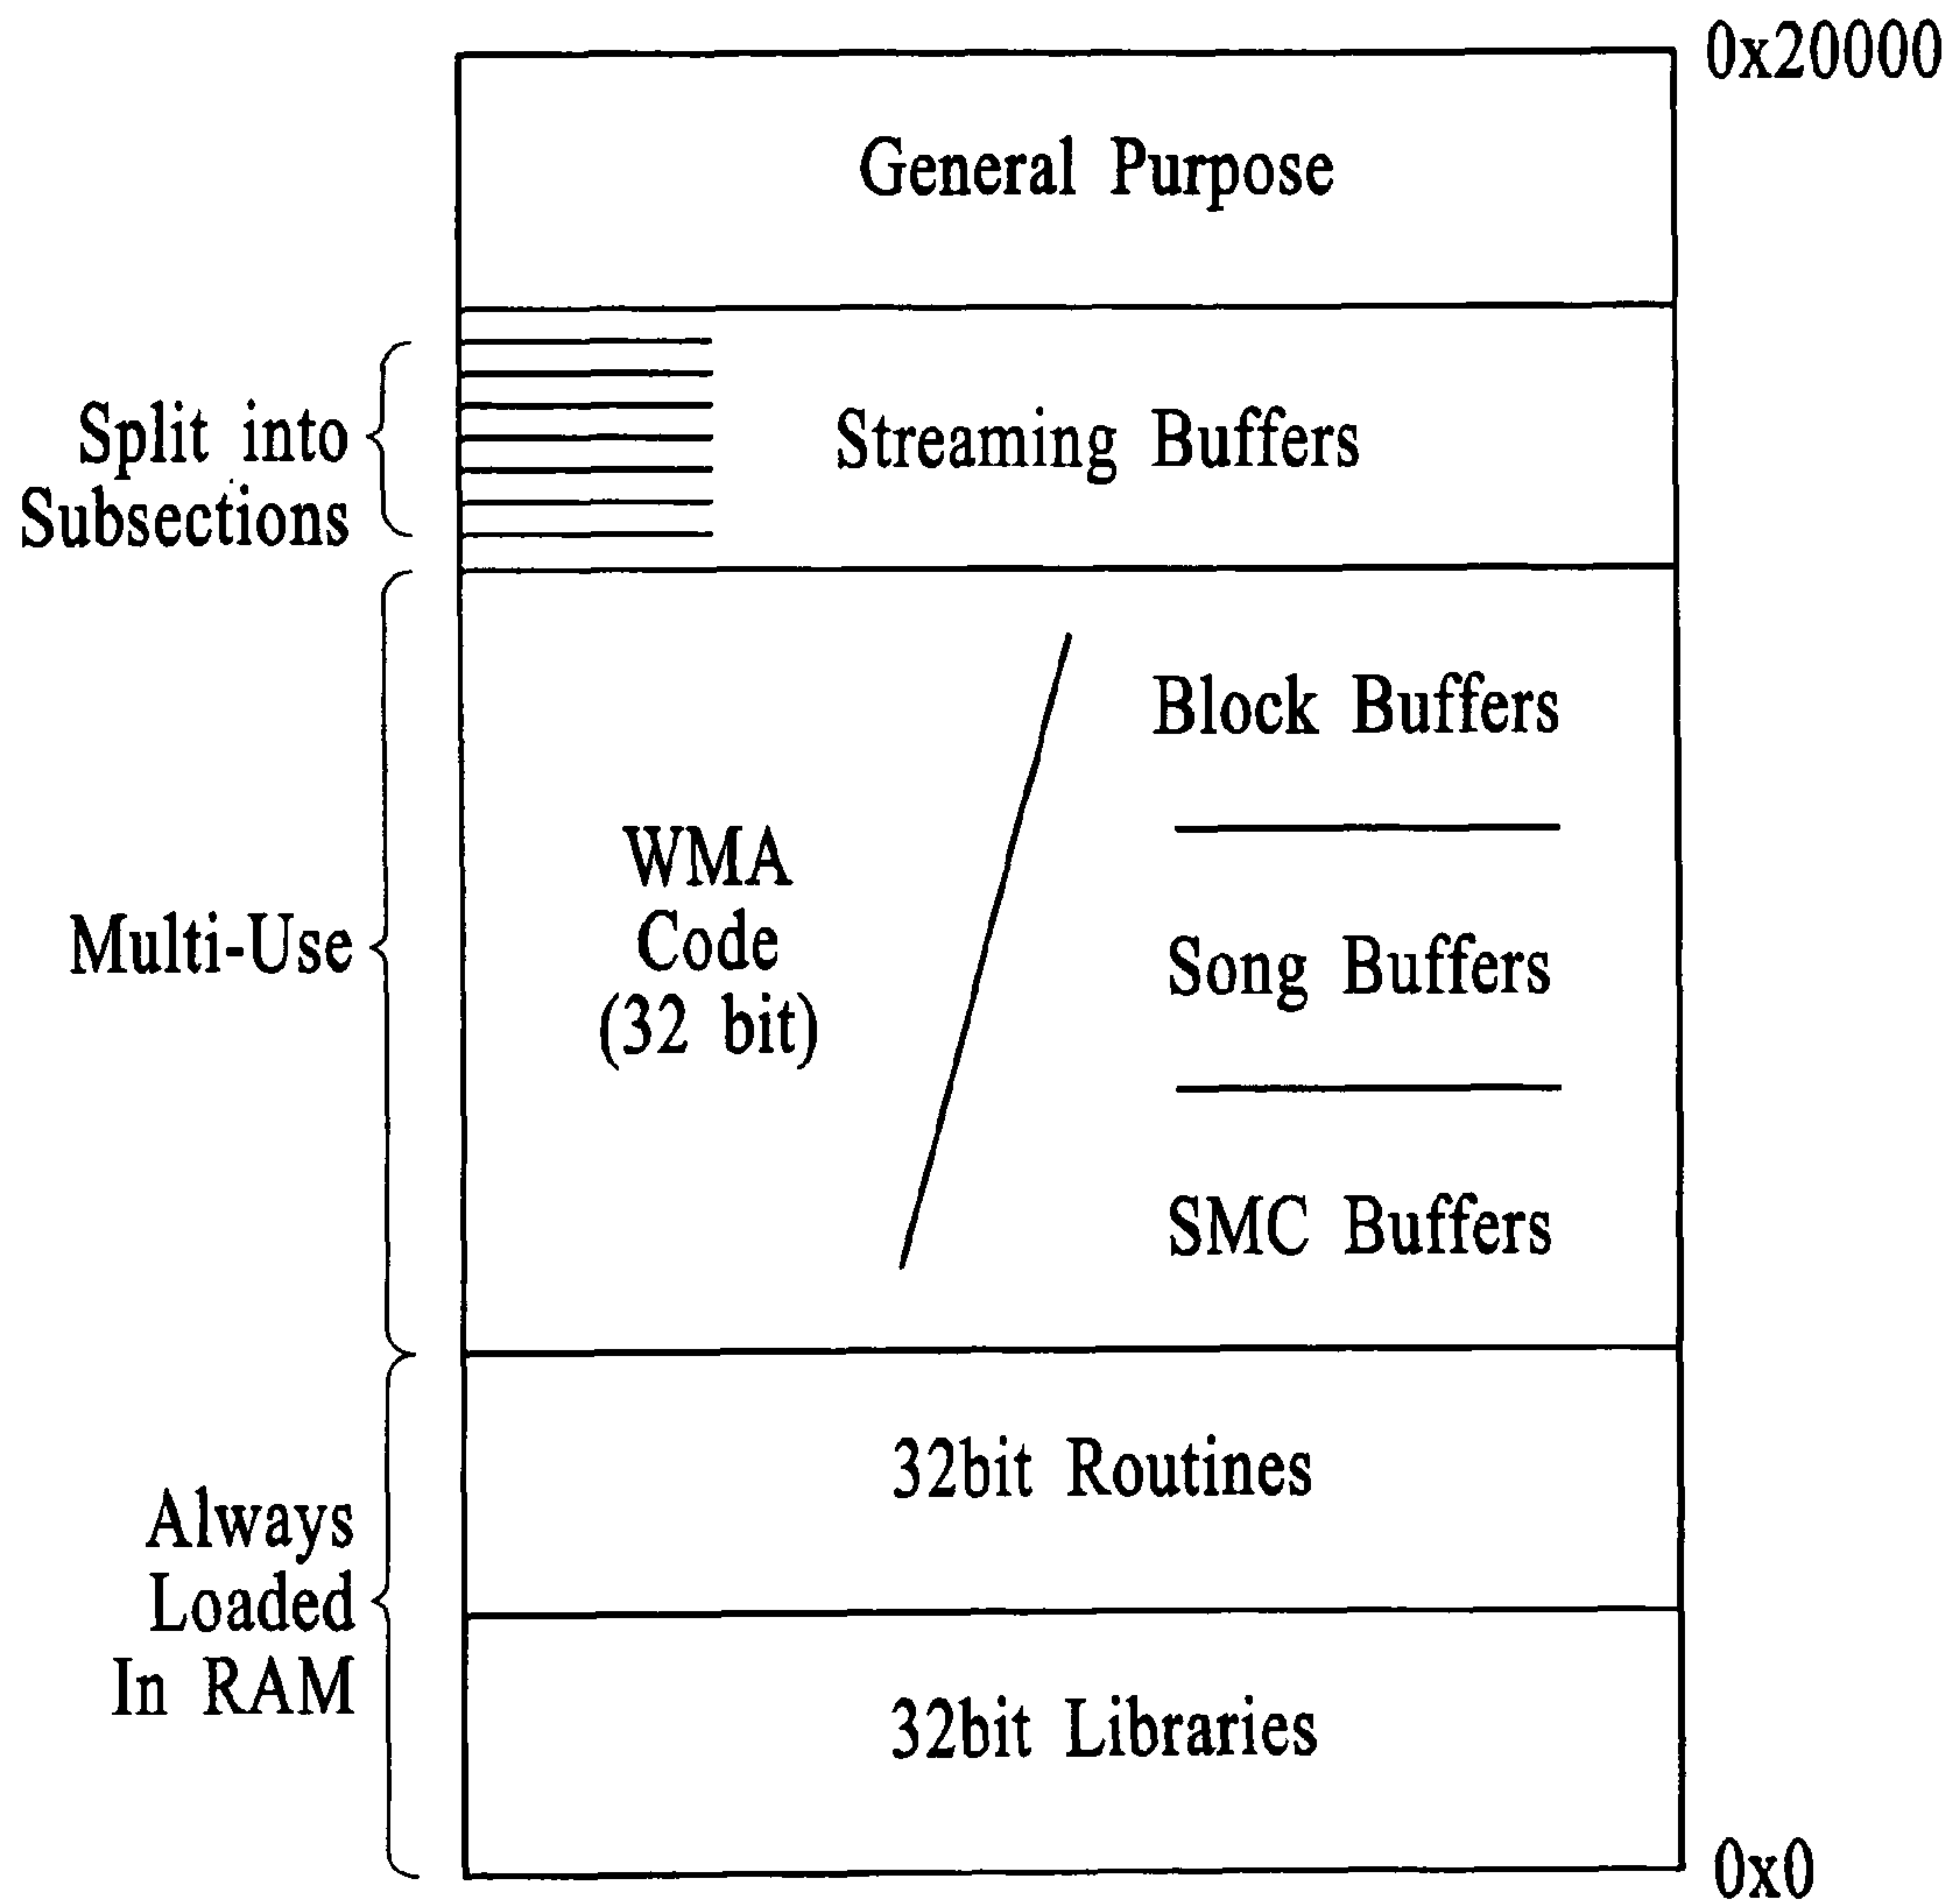 0x20000
General Purpose
Split into
Subsections
Streaming Buffers
Multi-Use
WMA
Code
(32 bit)
Block Buffers
Song Buffers
SMC Buffers
Always
Loaded
In RAM
32bit Routines
32bit Libraries
0x0